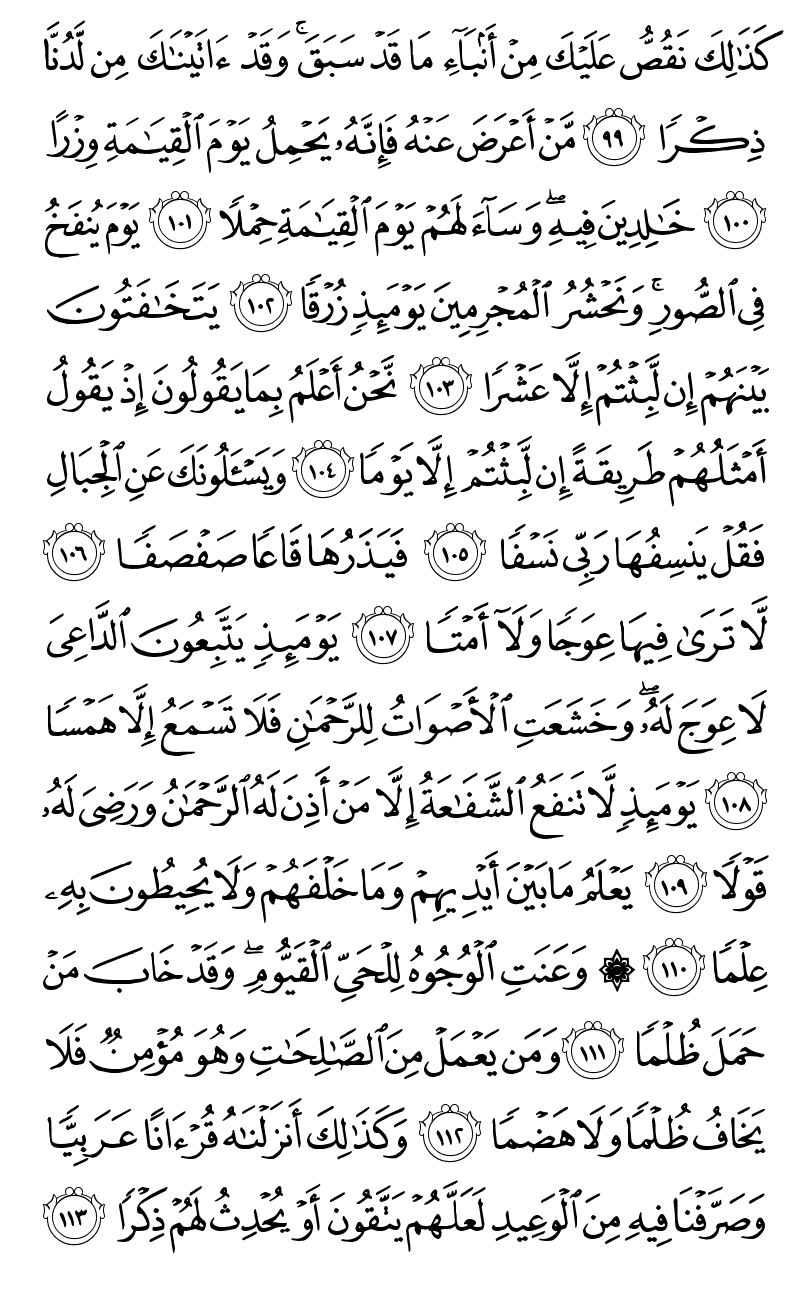 كَذَٰلِكَ نَقُصُّ عَلَيْكَ مِنْ أَنۢبَآءِ مَا قَدْ سَبَقَ ۚ وَقَدْ ءَاتَيْنَٰكَ مِن لَّدُنَّا
ذِكْرًا ٩٩ مَّنْ أَعْرَضَ عَنْهُ فَإِنَّهُۥ يَحْمِلُ يَوْمَ ٱلْقِيَٰمَةِ وِزْرًا
١٠٠ خَٰلِدِينَ فِيهِ ۖ وَسَآءَ لَهُمْ يَوْمَ ٱلْقِيَٰمَةِ حِمْلًا ١٠١ يَوْمَ يُنفَخُ
فِى ٱلصُّورِ ۚ وَنَحْشُرُ ٱلْمُجْرِمِينَ يَوْمَئِذٍ زُرْقًا ١٠٢ يَتَخَٰفَتُونَ
بَيْنَهُمْ إِن لَّبِثْتُمْ إِلَّا عَشْرًا ١٠٣ نَّحْنُ أَعْلَمُ بِمَا يَقُولُونَ إِذْ يَقُولُ
أَمْثَلُهُمْ طَرِيقَةً إِن لَّبِثْتُمْ إِلَّا يَوْمًا ١٠٤ وَيَسْـَٔلُونَكَ عَنِ ٱلْجِبَالِ
فَقُلْ يَنسِفُهَا رَبِّى نَسْفًا ١٠٥ فَيَذَرُهَا قَاعًا صَفْصَفًا ١٠٦
لَّا تَرَىٰ فِيهَا عِوَجًا وَلَآ أَمْتًا ١٠٧ يَوْمَئِذٍ يَتَّبِعُونَ ٱلدَّاعِىَ
لَا عِوَجَ لَهُۥ ۖ وَخَشَعَتِ ٱلْأَصْوَاتُ لِلرَّحْمَٰنِ فَلَا تَسْمَعُ إِلَّا هَمْسًا
١٠٨ يَوْمَئِذٍ لَّا تَنفَعُ ٱلشَّفَٰعَةُ إِلَّا مَنْ أَذِنَ لَهُ ٱلرَّحْمَٰنُ وَرَضِىَ لَهُۥ
قَوْلًا ١٠٩ يَعْلَمُ مَا بَيْنَ أَيْدِيهِمْ وَمَا خَلْفَهُمْ وَلَا يُحِيطُونَ بِهِۦ
عِلْمًا ١١٠ ۞ وَعَنَتِ ٱلْوُجُوهُ لِلْحَىِّ ٱلْقَيُّومِ ۖ وَقَدْ خَابَ مَنْ
حَمَلَ ظُلْمًا ١١١ وَمَن يَعْمَلْ مِنَ ٱلصَّٰلِحَٰتِ وَهُوَ مُؤْمِنٌ فَلَا
يَخَافُ ظُلْمًا وَلَا هَضْمًا ١١٢ وَكَذَٰلِكَ أَنزَلْنَٰهُ قُرْءَانًا عَرَبِيًّا
وَصَرَّفْنَا فِيهِ مِنَ ٱلْوَعِيدِ لَعَلَّهُمْ يَتَّقُونَ أَوْ يُحْدِثُ لَهُمْ ذِكْرًا ١١٣